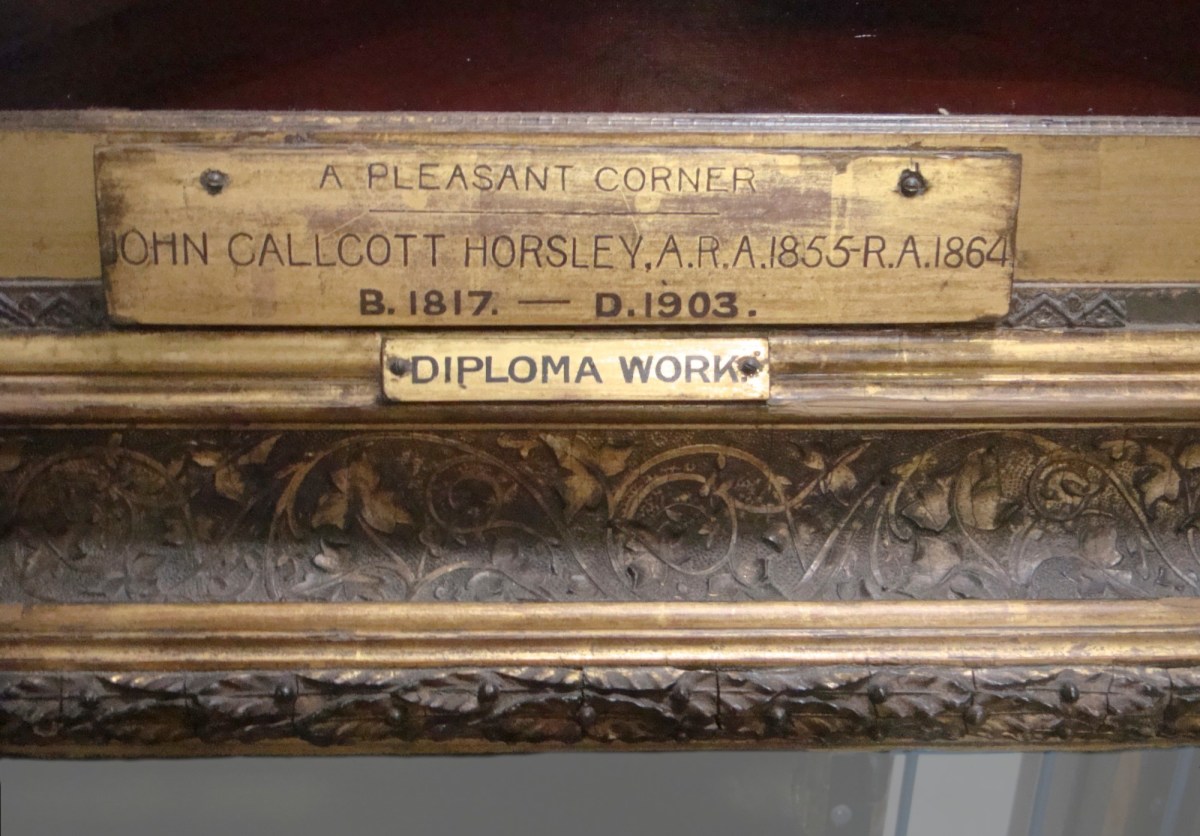 A PLEASANT CORNER
JOHN CALLCOTT HORSLEY, A.R.A. 1855-R.A. 1864
B. 1817. — D. 1903.
DIPLOMA WORK.